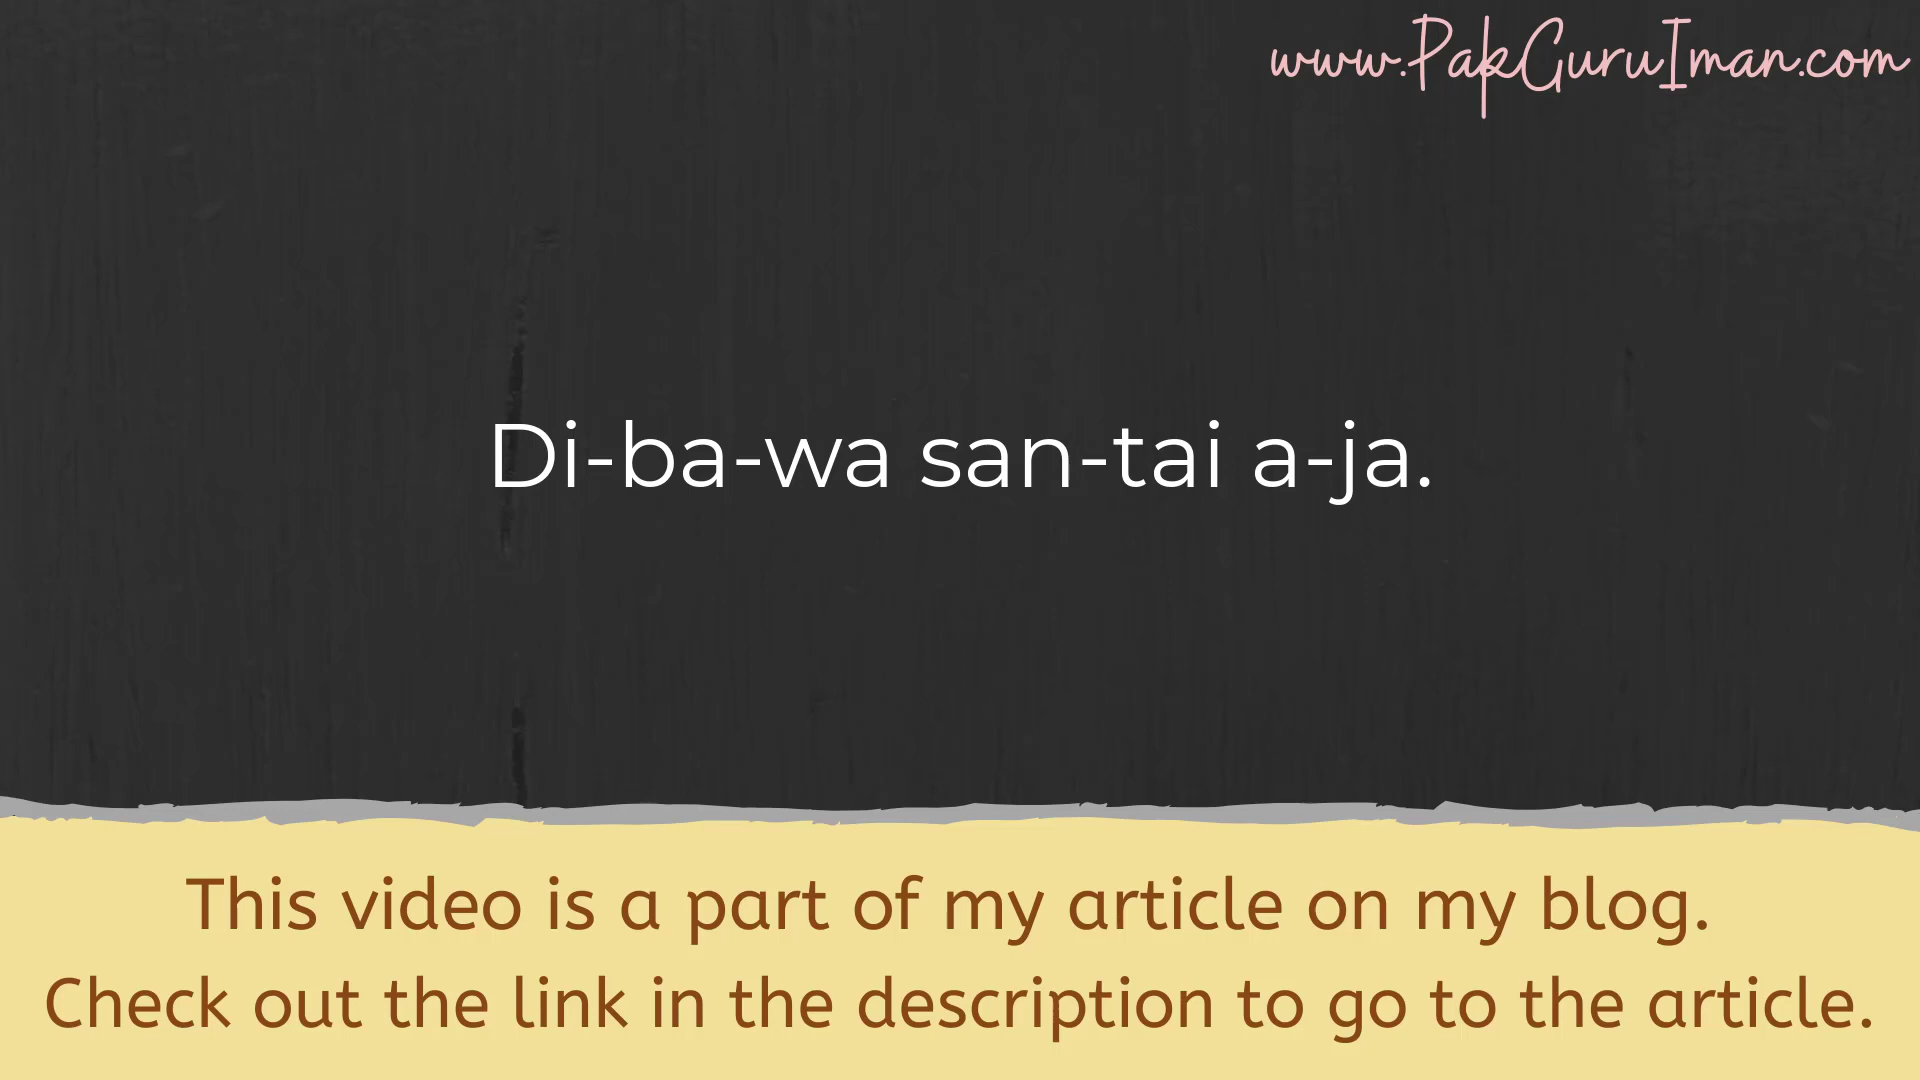 www.PakGuruIman.com
Di-ba-wa san-tai a-ja.
This video is a part of my article on my blog.
Check out the link in the description to go to the article.